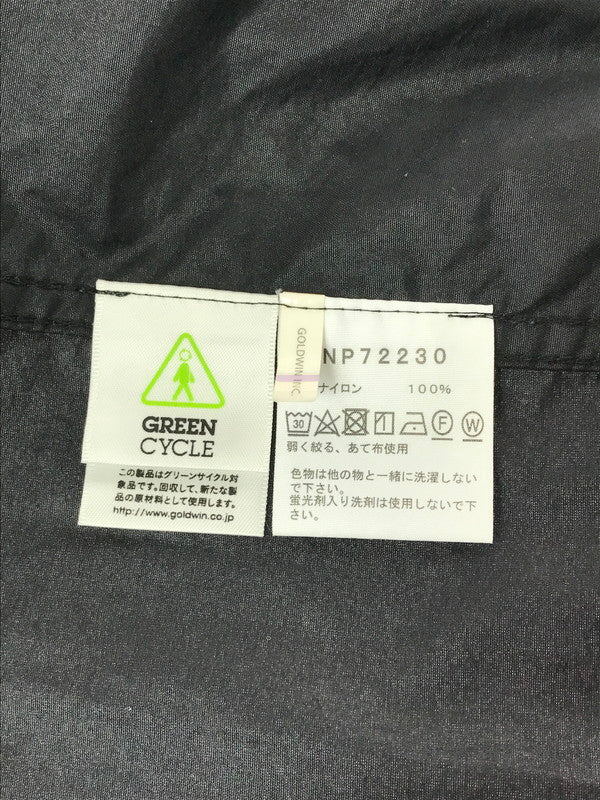 GREEN
CYCLE
この製品はグリーンサイクル対
象品です。回収して、新たな製
品の原材料として使用します。
http://www.goldwin.co.jp
GOLDWIN INC.
NP72230
ナイロン 100%
30
F
W
弱く絞る、あて布使用
色物は他の物と一緒に洗濯しない
で下さい。
蛍光剤入り洗剤は使用しないで下
さい。